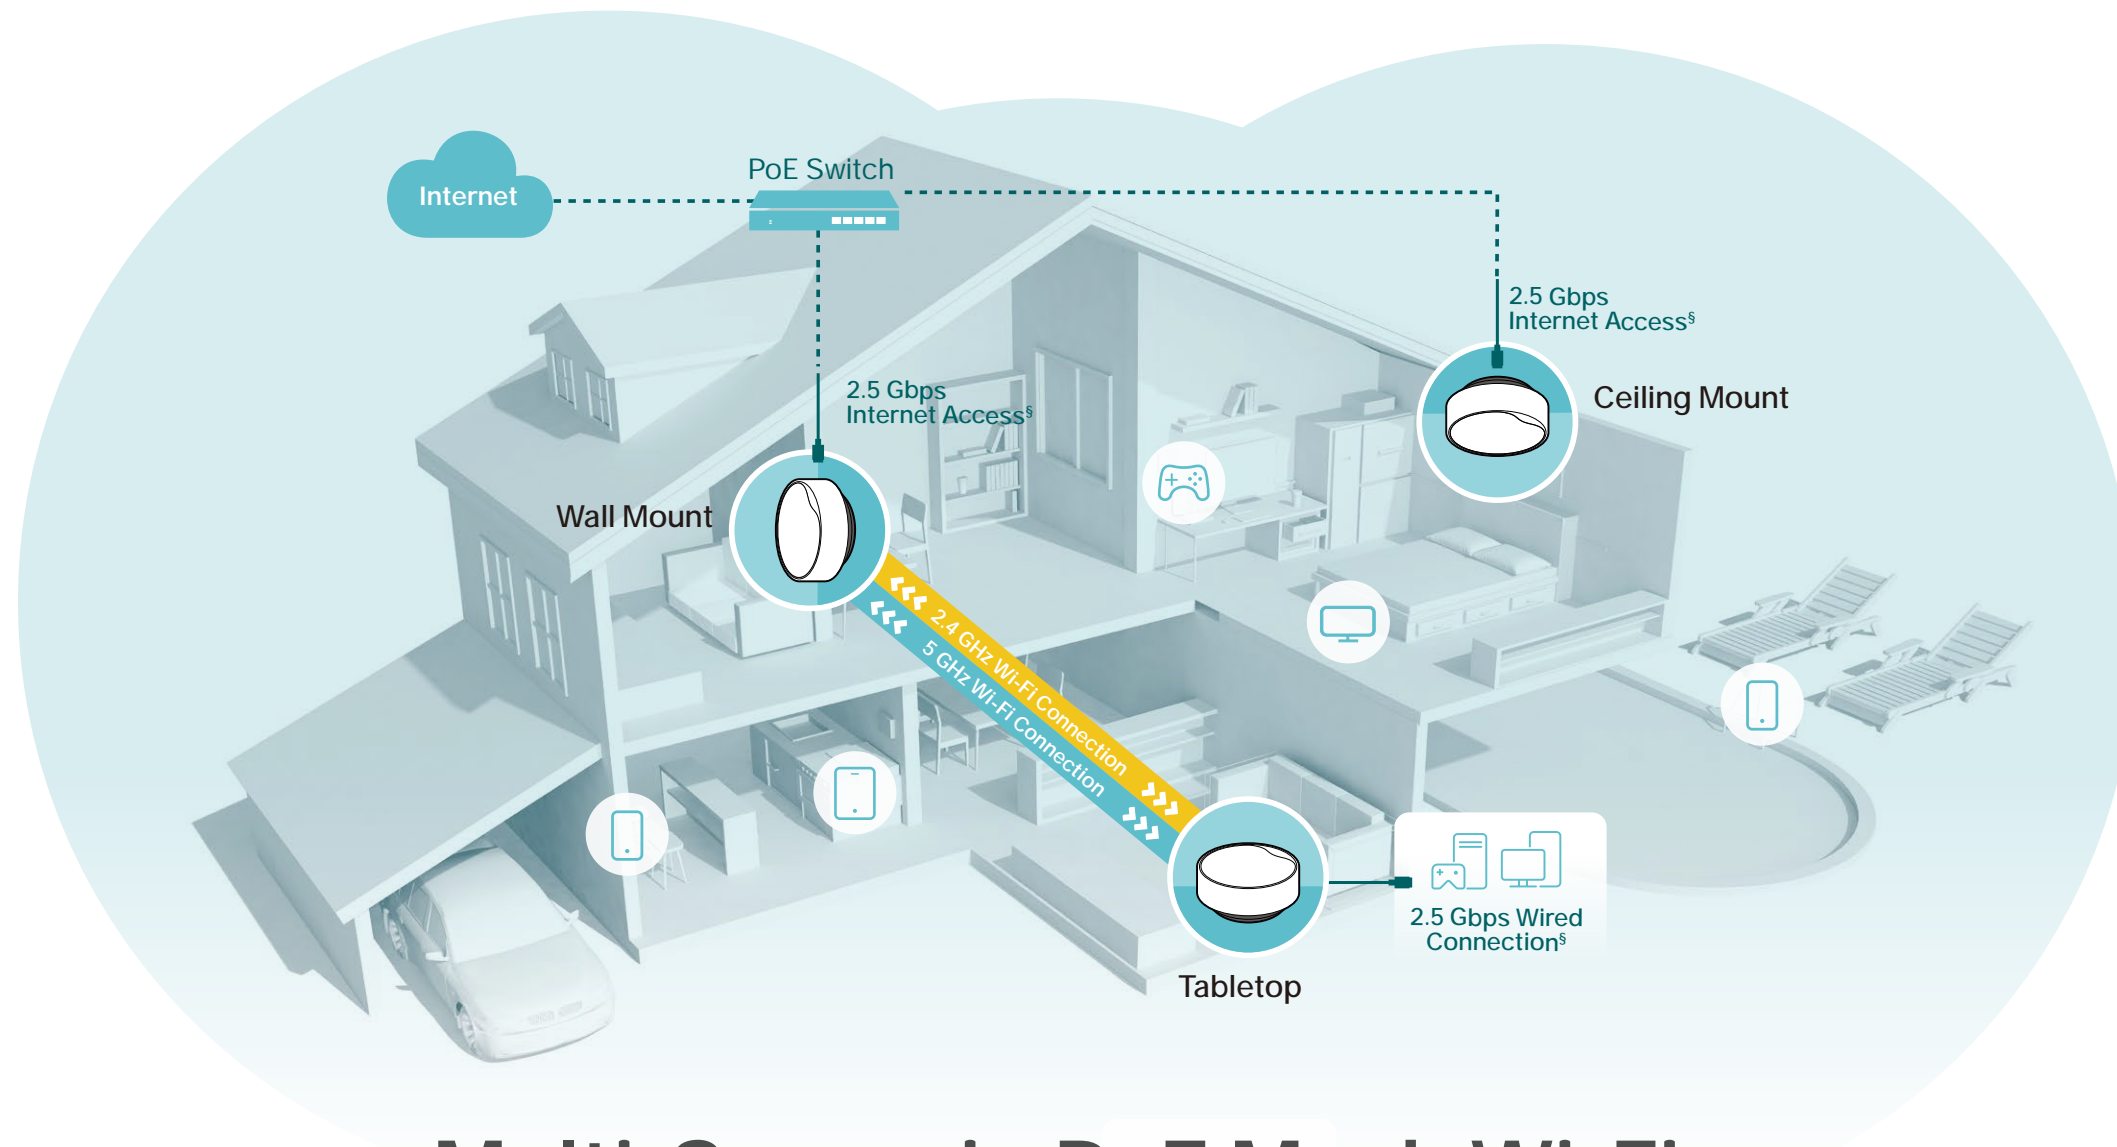 Internet
PoE Switch
2.5 Gbps
Internet Access§
2.5 Gbps
Internet Access§
Ceiling Mount
Wall Mount
2.4 GHz Wi-Fi Connection
5 GHz Wi-Fi Connection
2.5 Gbps Wired
Connection§
Tabletop